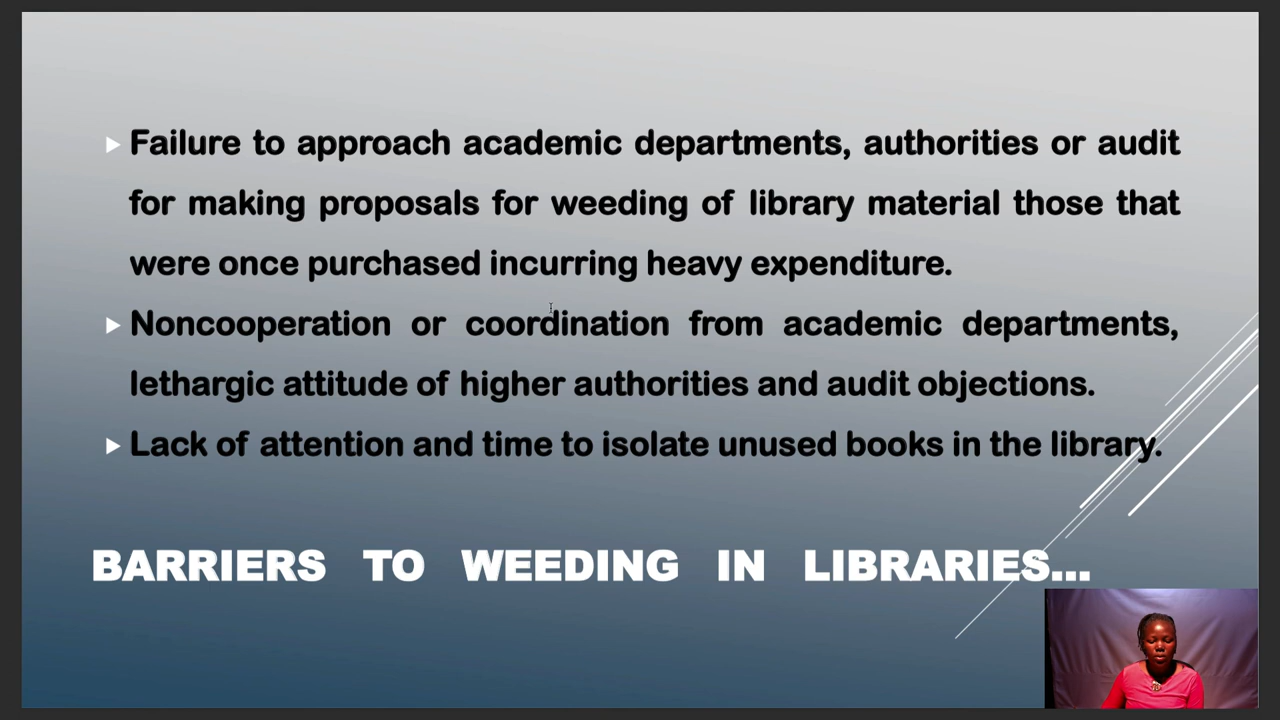 Failure to approach academic departments, authorities or audit
for making proposals for weeding of library material those that
were once purchased incurring heavy expenditure.
Noncooperation or coordination from academic departments,
lethargic attitude of higher authorities and audit objections.
Lack of attention and time to isolate unused books in the library.
BARRIERS TO WEEDING IN LIBRARIES...